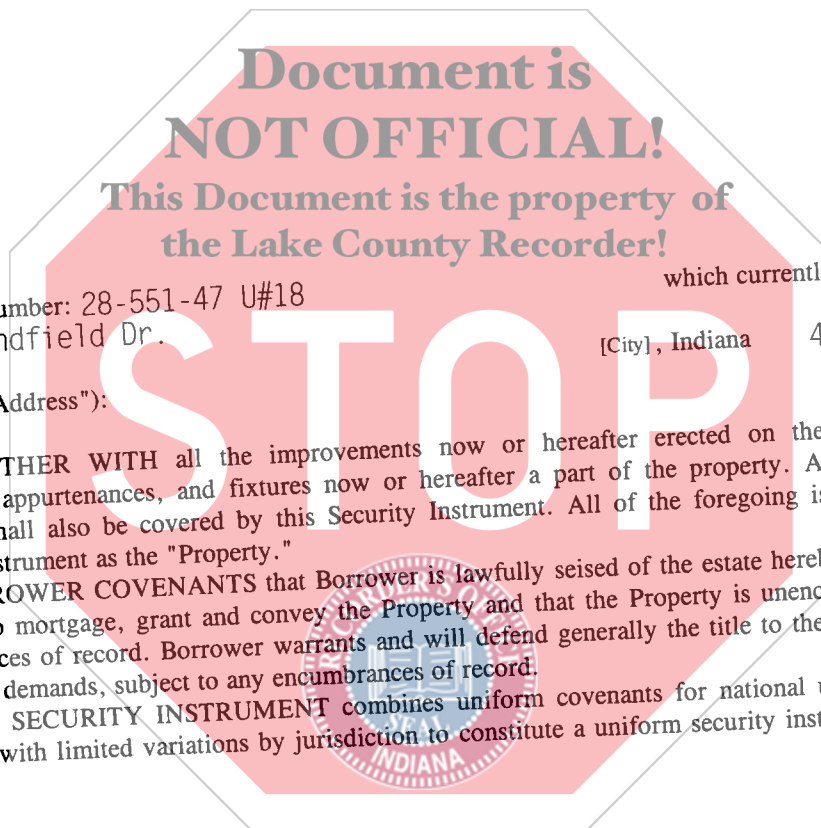 Document is
NOT OFFICIAL!
This Document is the property of
the Lake County Recorder!
which currentl
umber: 28-551-47 U#18
ndfield Dr.
[City] , Indiana 4
Address"):
STOP
THER WITH all the improvements now or hereafter erected on the
appurtenances, and fixtures now or hereafter a part of the property. A
hall also be covered by this Security Instrument. All of the foregoing is
strument as the "Property."
ROWER COVENANTS that Borrower is lawfully seised of the estate hereb
o mortgage, grant and convey the Property and that the Property is unenc
ces of record. Borrower warrants and will defend generally the title to the
demands, subject to any encumbrances of record.
SECURITY INSTRUMENT combines uniform covenants for national u
with limited variations by jurisdiction to constitute a uniform security inst
RECORDER'S OFFICE
SEAL
INDIANA